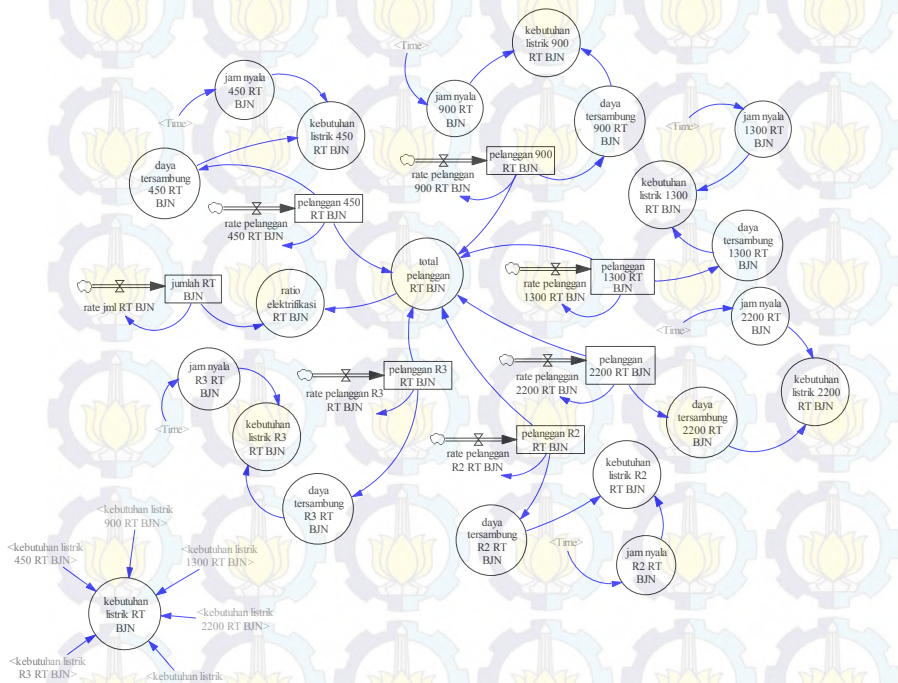 <Time>
kebutuhan
listrik 900
RT BJN
jam nyala
450 RT
BJN
jam nyala
900 RT
BJN
<Time>
kebutuhan
listrik 450
RT BJN
daya
tersambung
900 RT
BJN
<Time>
jam nyala
1300 RT
BJN
daya
tersambung
450 RT BJN
pelanggan 900
RT BJN
rate pelanggan
900 RT BJN
kebutuhan
listrik 1300
RT BJN
pelanggan 450
RT BJN
rate pelanggan
450 RT BJN
daya
tersambung
1300 RT
BJN
total
pelanggan
RT BJN
pelanggan
1300 RT
BJN
rate pelanggan
1300 RT BJN
jumlah RT
BJN
rate jml RT BJN
ratio
elektrifikasi
RT BJN
jam nyala
2200 RT
BJN
<Time>
jam nyala
R3 RT
BJN
pelanggan R3
RT BJN
rate pelanggan R3
RT BJN
pelanggan
2200 RT BJN
rate pelanggan
2200 RT BJN
kebutuhan
listrik 2200
RT BJN
<Time>
kebutuhan
listrik R3
RT BJN
daya
tersambung
2200 RT
BJN
pelanggan R2
RT BJN
rate pelanggan
R2 RT BJN
kebutuhan
listrik R2
RT BJN
daya
tersambung
R3 RT
BJN
daya
tersambung
R2 RT
BJN
<Time>
jam nyala
R2 RT
BJN
<kebutuhan listrik
900 RT BJN>
<kebutuhan listrik
450 RT BJN>
<kebutuhan listrik
1300 RT BJN>
kebutuhan
listrik RT
BJN
<kebutuhan listrik
2200 RT BJN>
<kebutuhan listrik
R3 RT BJN>
<kebutuhan listrik